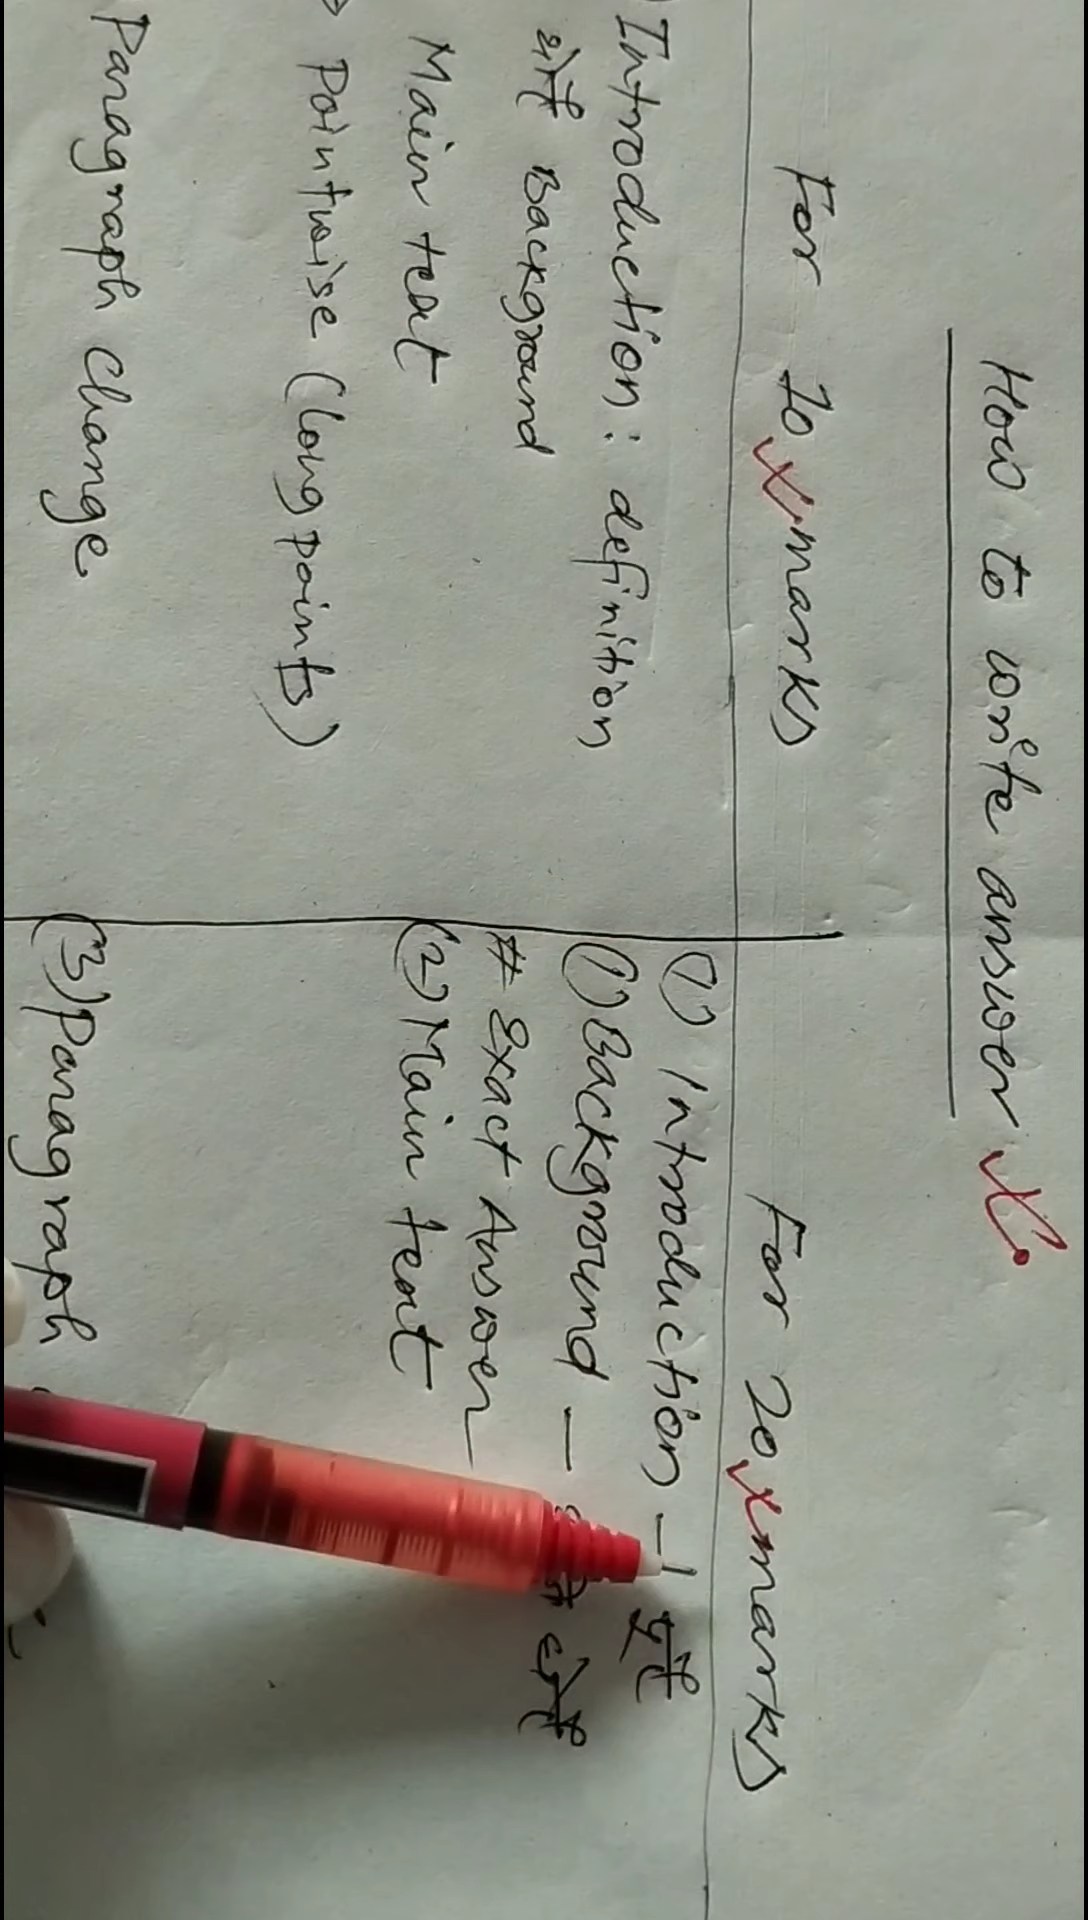 How to write answer
For 10 marks
Introduction: definition
और Background
Main text
Pointwise (Long points)
Paragraph change
For 20 marks
(1) Introduction –
(1) Background –
# Exact Answer
(2) Main text
(3) Paragraph